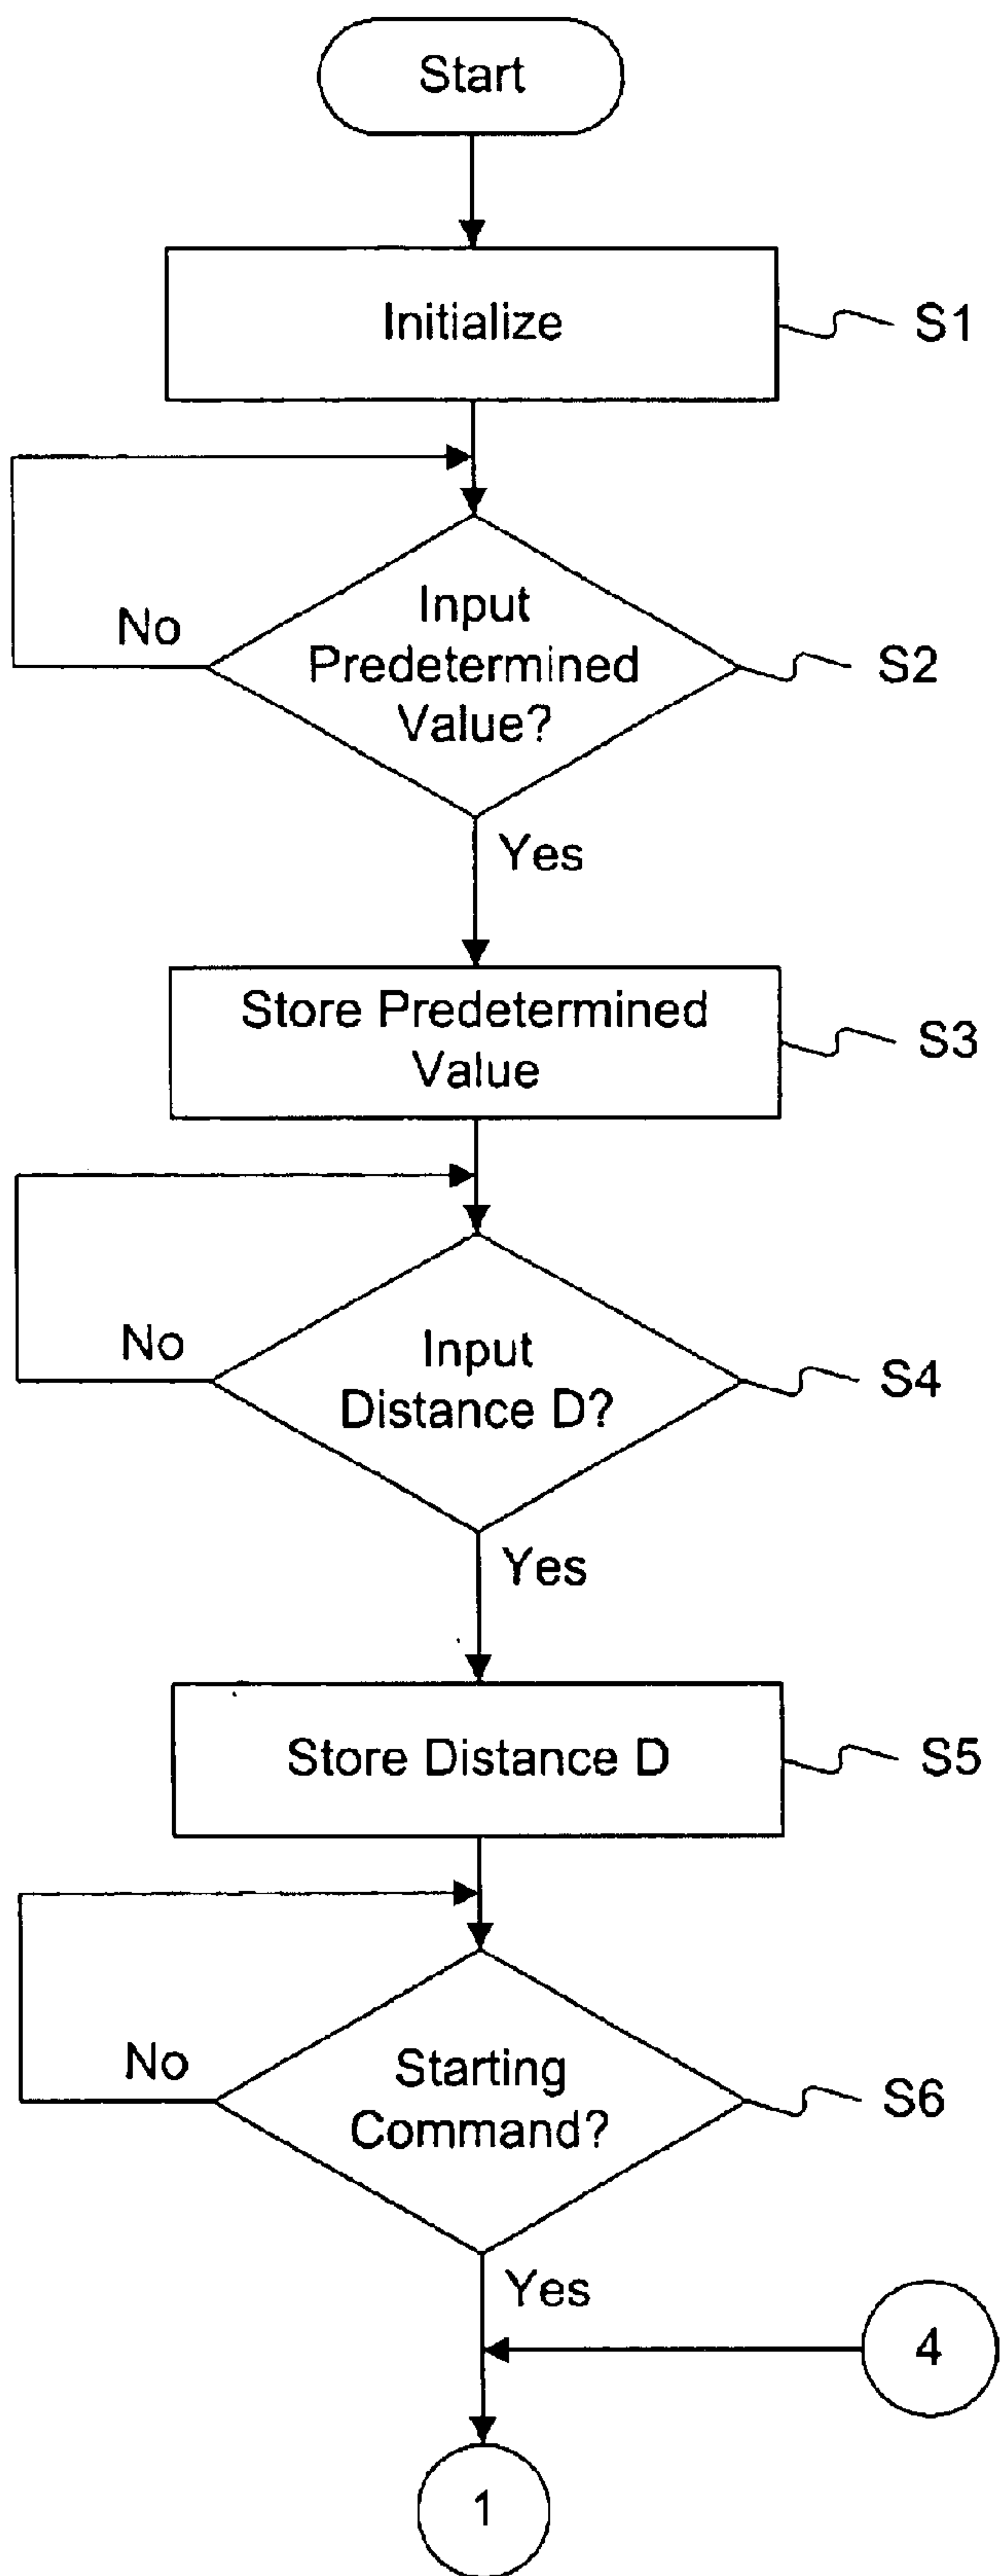 Start
Initialize
S1
No
Input
Predetermined
Value?
S2
Yes
Store Predetermined
Value
S3
No
Input
Distance D?
S4
Yes
Store Distance D
S5
No
Starting
Command?
S6
Yes
4
1